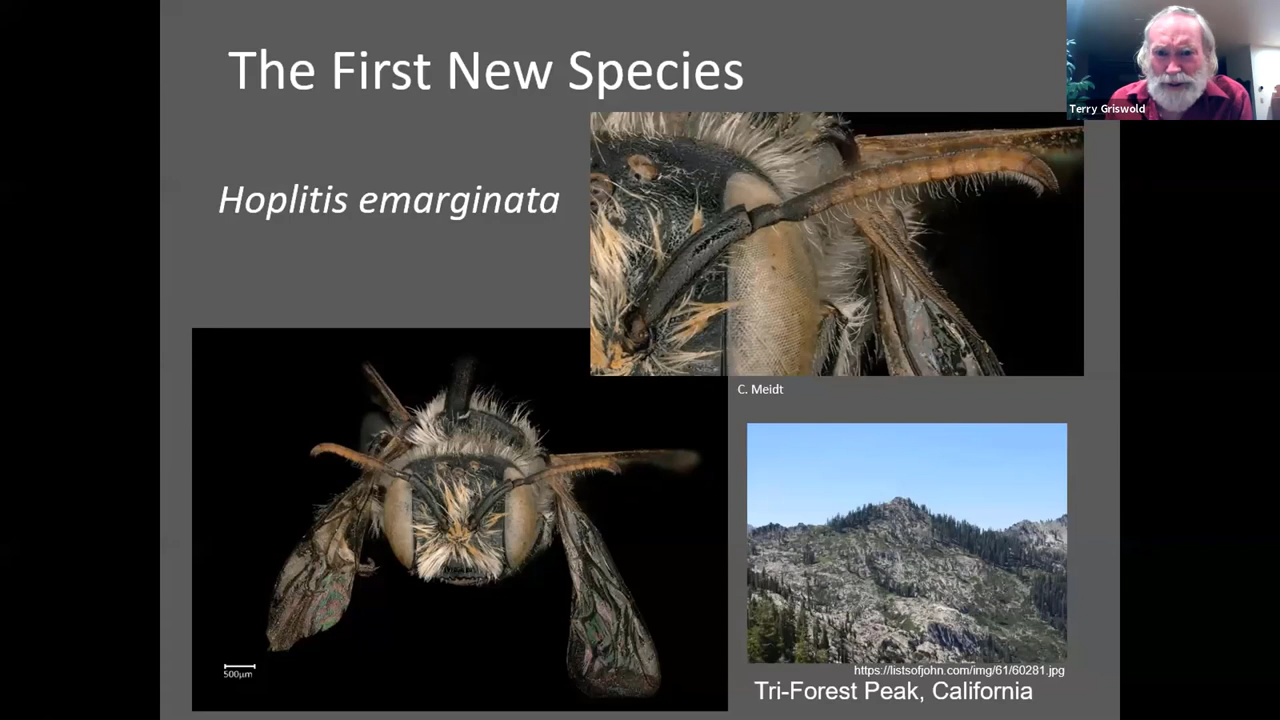 The First New Species
Terry Griswold
Hoplitis emarginata
C. Meidt
500µm
https://listsofjohn.com/img/61/60281.jpg
Tri-Forest Peak, California